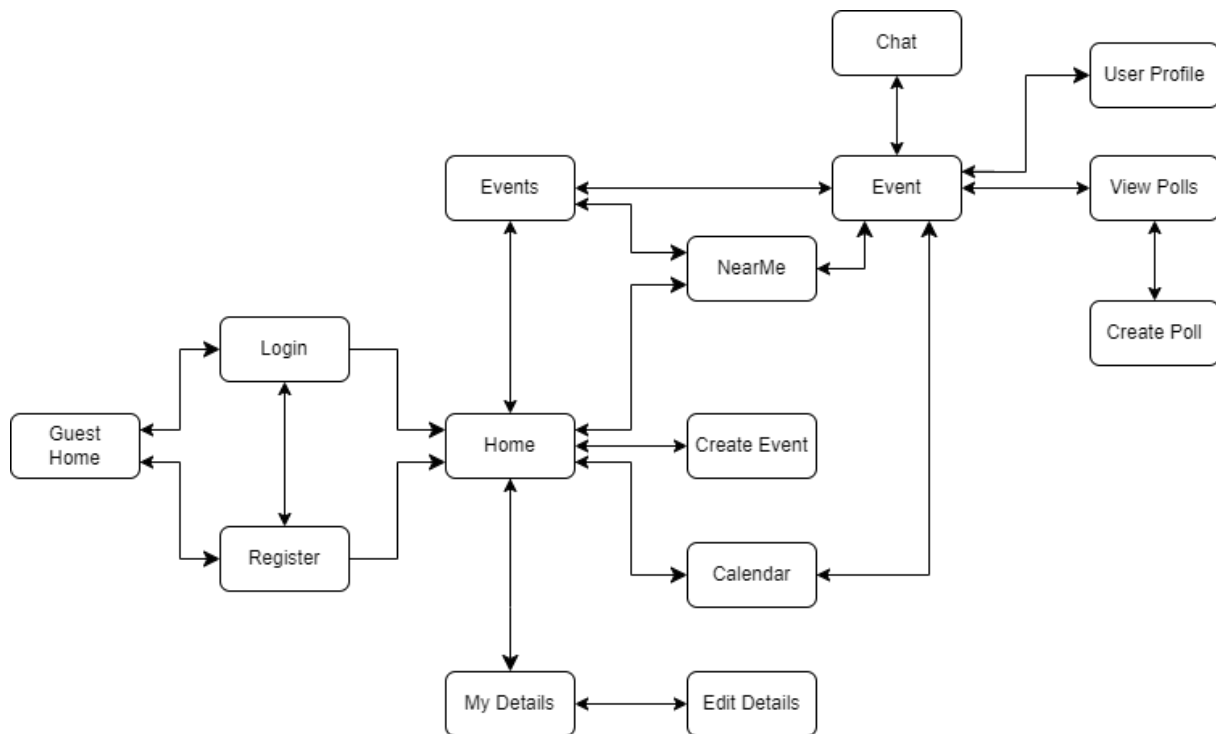 Chat
User Profile
Events
Event
View Polls
NearMe
Create Poll
Login
Guest
Home
Home
Create Event
Register
Calendar
My Details
Edit Details